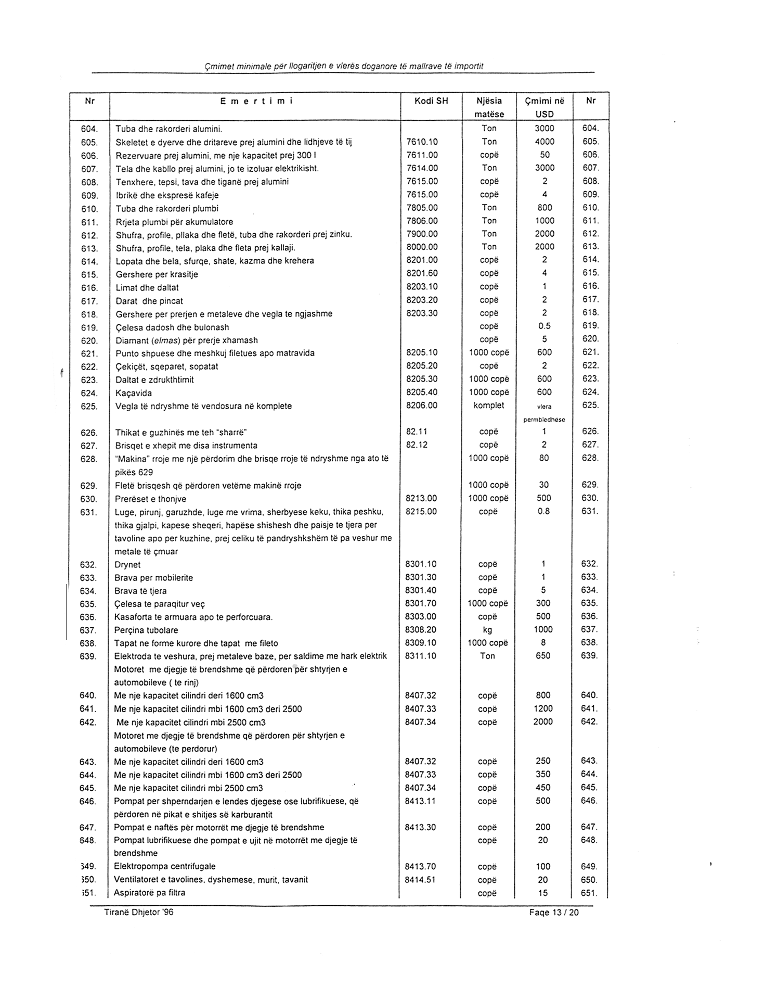 Çmimet minimale për llogaritjen e vlerës doganore të mallrave të importit
Nr E m e r t i m i Kodi SH Njësia Çmimi në Nr
matëse USD
604. Tuba dhe rakorderi alumini. Ton 3000 604.
605. Skeletet e dyerve dhe dritareve prej alumini dhe lidhjeve të tij 7610.10 Ton 4000 605.
606. Rezervuare prej alumini, me nje kapacitet prej 300 l 7611.00 copë 50 606.
607. Tela dhe kabllo prej alumini, jo te izoluar elektrikisht. 7614.00 Ton 3000 607.
608. Tenxhere, tepsi, tava dhe tiganë prej alumini 7615.00 copë 2 608.
609. Ibrikë dhe ekspresë kafeje 7615.00 copë 4 609.
610. Tuba dhe rakorderi plumbi 7805.00 Ton 800 610.
611. Rrjeta plumbi për akumulatore 7806.00 Ton 1000 611.
612. Shufra, profile, pllaka dhe fletë, tuba dhe rakorderi prej zinku. 7900.00 Ton 2000 612.
613. Shufra, profile, tela, plaka dhe fleta prej kallaji. 8000.00 Ton 2000 613.
614. Lopata dhe bela, sfurqe, shate, kazma dhe krehera 8201.00 copë 2 614.
615. Gershere per krasitje 8201.60 copë 4 615.
616. Limat dhe daltat 8203.10 copë 1 616.
617. Darat dhe pincat 8203.20 copë 2 617.
618. Gershere per prerjen e metaleve dhe vegla te ngjashme 8203.30 copë 2 618.
619. Çelesa dadosh dhe bulonash copë 0.5 619.
620. Diamant (elmas) për prerje xhamash copë 5 620.
621. Punto shpuese dhe meshkuj filetues apo matravida 8205.10 1000 copë 600 621.
622. Çekiçët, sqeparet, sopatat 8205.20 copë 2 622.
623. Daltat e zdrukthtimit 8205.30 1000 copë 600 623.
624. Kaçavida 8205.40 1000 copë 600 624.
625. Vegla të ndryshme të vendosura në komplete 8206.00 komplet vlera 625.
permbledhese
626. Thikat e guzhinës me teh “sharrë” 82.11 copë 1 626.
627. Brisqet e xhepit me disa instrumenta 82.12 copë 2 627.
628. “Makina” rroje me një përdorim dhe brisqe rroje të ndryshme nga ato të 1000 copë 80 628.
pikës 629
629. Fletë brisqesh që përdoren vetëme makinë rroje 1000 copë 30 629.
630. Prerëset e thonjve 8213.00 1000 copë 500 630.
631. Luge, pirunj, garuzhde, luge me vrima, sherbyese keku, thika peshku, 8215.00 copë 0.8 631.
thika gjalpi, kapese sheqeri, hapëse shishesh dhe paisje te tjera per
tavoline apo per kuzhine, prej celiku të pandryshkshëm të pa veshur me
metale të çmuar
632. Drynet 8301.10 copë 1 632.
633. Brava per mobilerite 8301.30 copë 1 633.
634. Brava të tjera 8301.40 copë 5 634.
635. Çelesa te paraqitur veç 8301.70 1000 copë 300 635.
636. Kasaforta te armuara apo te perforcuara. 8303.00 copë 500 636.
637. Perçina tubolare 8308.20 kg 1000 637.
638. Tapat ne forme kurore dhe tapat me fileto 8309.10 1000 copë 8 638.
639. Elektroda te veshura, prej metaleve baze, per saldime me hark elektrik 8311.10 Ton 650 639.
Motoret me djegje të brendshme që përdoren për shtyrjen e
automobileve ( te rinj)
640. Me nje kapacitet cilindri deri 1600 cm3 8407.32 copë 800 640.
641. Me nje kapacitet cilindri mbi 1600 cm3 deri 2500 8407.33 copë 1200 641.
642. Me nje kapacitet cilindri mbi 2500 cm3 8407.34 copë 2000 642.
Motoret me djegje të brendshme që përdoren për shtyrjen e
automobileve (te perdorur)
643. Me nje kapacitet cilindri deri 1600 cm3 8407.32 copë 250 643.
644. Me nje kapacitet cilindri mbi 1600 cm3 deri 2500 8407.33 copë 350 644.
645. Me nje kapacitet cilindri mbi 2500 cm3 8407.34 copë 450 645.
646. Pompat per shperndarjen e lendes djegese ose lubrifikuese, që 8413.11 copë 500 646.
përdoren në pikat e shitjes së karburantit
647. Pompat e naftës për motorrët me djegje të brendshme 8413.30 copë 200 647.
648. Pompat lubrifikuese dhe pompat e ujit në motorrët me djegje të copë 20 648.
brendshme
649. Elektropompa centrifugale 8413.70 copë 100 649.
650. Ventilatoret e tavolines, dyshemese, murit, tavanit 8414.51 copë 20 650.
651. Aspiratorë pa filtra copë 15 651.
Tiranë Dhjetor '96 Faqe 13 / 20